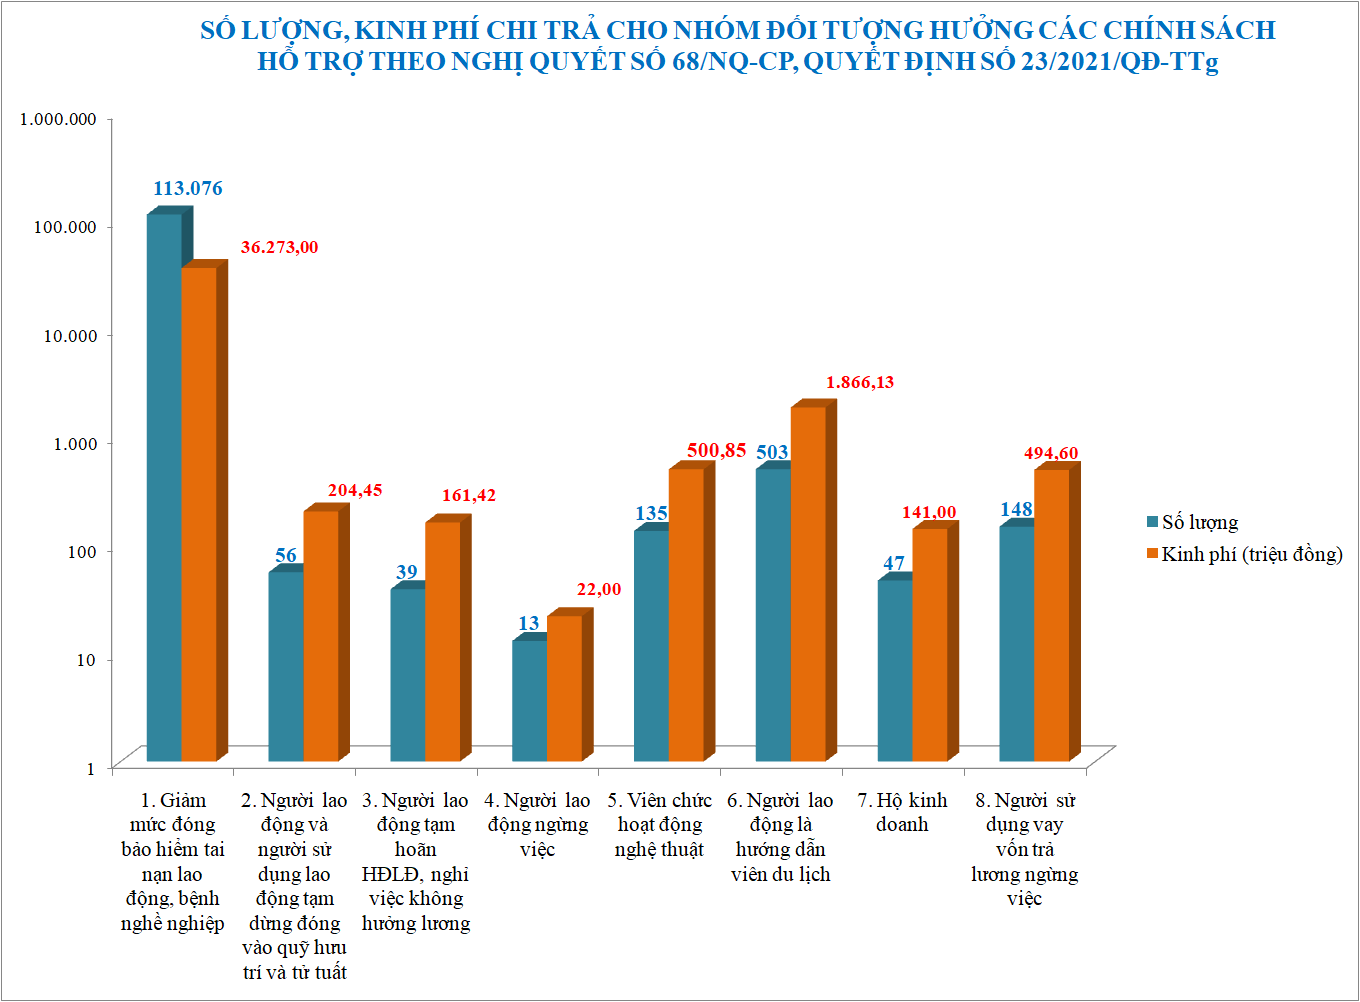 SỐ LƯỢNG, KINH PHÍ CHI TRẢ CHO NHÓM ĐỐI TƯỢNG HƯỞNG CÁC CHÍNH SÁCH
HỖ TRỢ THEO NGHỊ QUYẾT SỐ 68/NQ-CP, QUYẾT ĐỊNH SỐ 23/2021/QĐ-TTg
1.000.000
100.000
10.000
1.000
100
10
1
113.076
36.273,00
56
204,45
39
161,42
13
22,00
135
500,85
503
1.866,13
47
141,00
148
494,60
Số lượng
Kinh phí (triệu đồng)
1. Giảm
mức đóng
bảo hiểm tai
nạn lao
động, bệnh
nghề nghiệp
2. Người lao
động và
người sử
dụng lao
động tạm
dừng đóng
vào quỹ hưu
trí và tử tuất
3. Người lao
động tạm
hoãn
HĐLĐ, nghỉ
việc không
hưởng lương
4. Người lao
động ngừng
việc
5. Viên chức
hoạt động
nghệ thuật
6. Người lao
động là
hướng dẫn
viên du lịch
7. Hộ kinh
doanh
8. Người sử
dụng vay
vốn trả
lương ngừng
việc